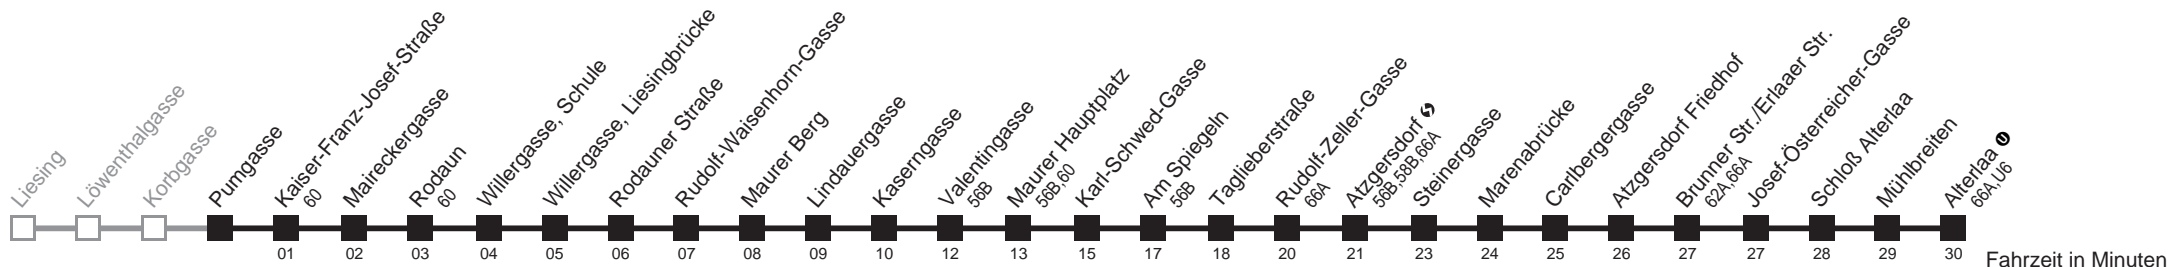 Liesing
Löwenthalgasse
Korbgasse
Pumgasse
Kaiser-Franz-Josef-Straße
60
Maireckergasse
Rodaun
60
Willergasse, Schule
Willergasse, Liesingbrücke
Rodauner Straße
Rudolf-Waisenhorn-Gasse
Maurer Berg
Lindauergasse
Kaserngasse
Valentingasse
56B
Maurer Hauptplatz
56B,60
Karl-Schwed-Gasse
Am Spiegeln
56B
Taglieberstraße
Rudolf-Zeller-Gasse
66A
Atzgersdorf S
56B,58B,66A
Steinergasse
Marenabrücke
Carlbergergasse
Atzgersdorf Friedhof
Brunner Str./Erlaaer Str.
62A,66A
Josef-Österreicher-Gasse
Schloß Alterlaa
Mühlbreiten
Alterlaa U
66A,U6
01 02 03 04 05 06 07 08 09 10 12 13 15 17 18 20 21 23 24 25 26 27 27 28 29 30 Fahrzeit in Minuten